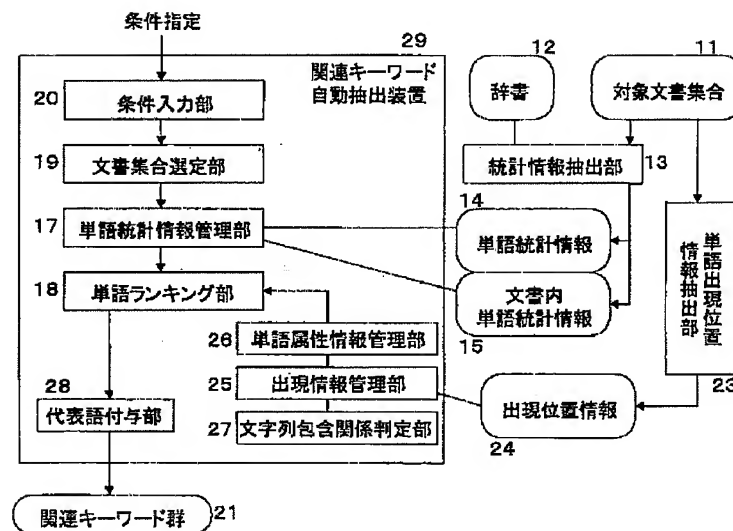 条件指定
29
12
11
関連キーワード
自動抽出装置
20
条件入力部
辞書
対象文書集合
19
文書集合選定部
統計情報抽出部
13
14
17
単語統計情報管理部
単語統計情報
単語出現位置
情報抽出部
18
単語ランキング部
文書内
単語統計情報
15
26
単語属性情報管理部
28
25
出現情報管理部
23
代表語付与部
出現位置情報
27
文字列包含関係判定部
24
関連キーワード群
21